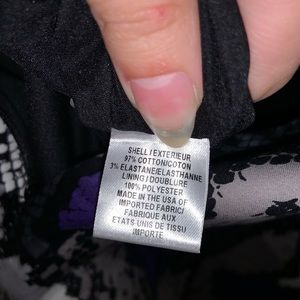 SHELL / EXTERIEUR
97% COTTON/COTON
3% ELASTANE/ELASTHANNE
LINING / DOUBLURE
100% POLYESTER
MADE IN THE USA OF
IMPORTED FABRIC/
FABRIQUE AUX
ETATS UNIS DE TISSU
IMPORTE